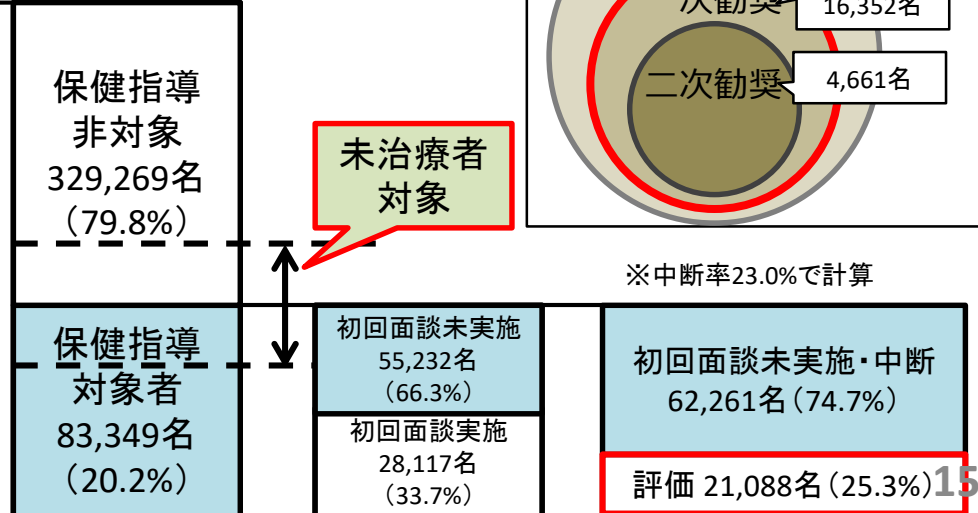 次勧奨
16,352名
二次勧奨
4,661名
保健指導
非対象
329,269名
（79.8%）
未治療者
対象
※中断率23.0%で計算
保健指導
対象者
83,349名
（20.2%）
初回面談未実施
55,232名
（66.3%）
初回面談実施
28,117名
（33.7%）
初回面談未実施・中断
62,261名（74.7%）
評価 21,088名（25.3%）
15